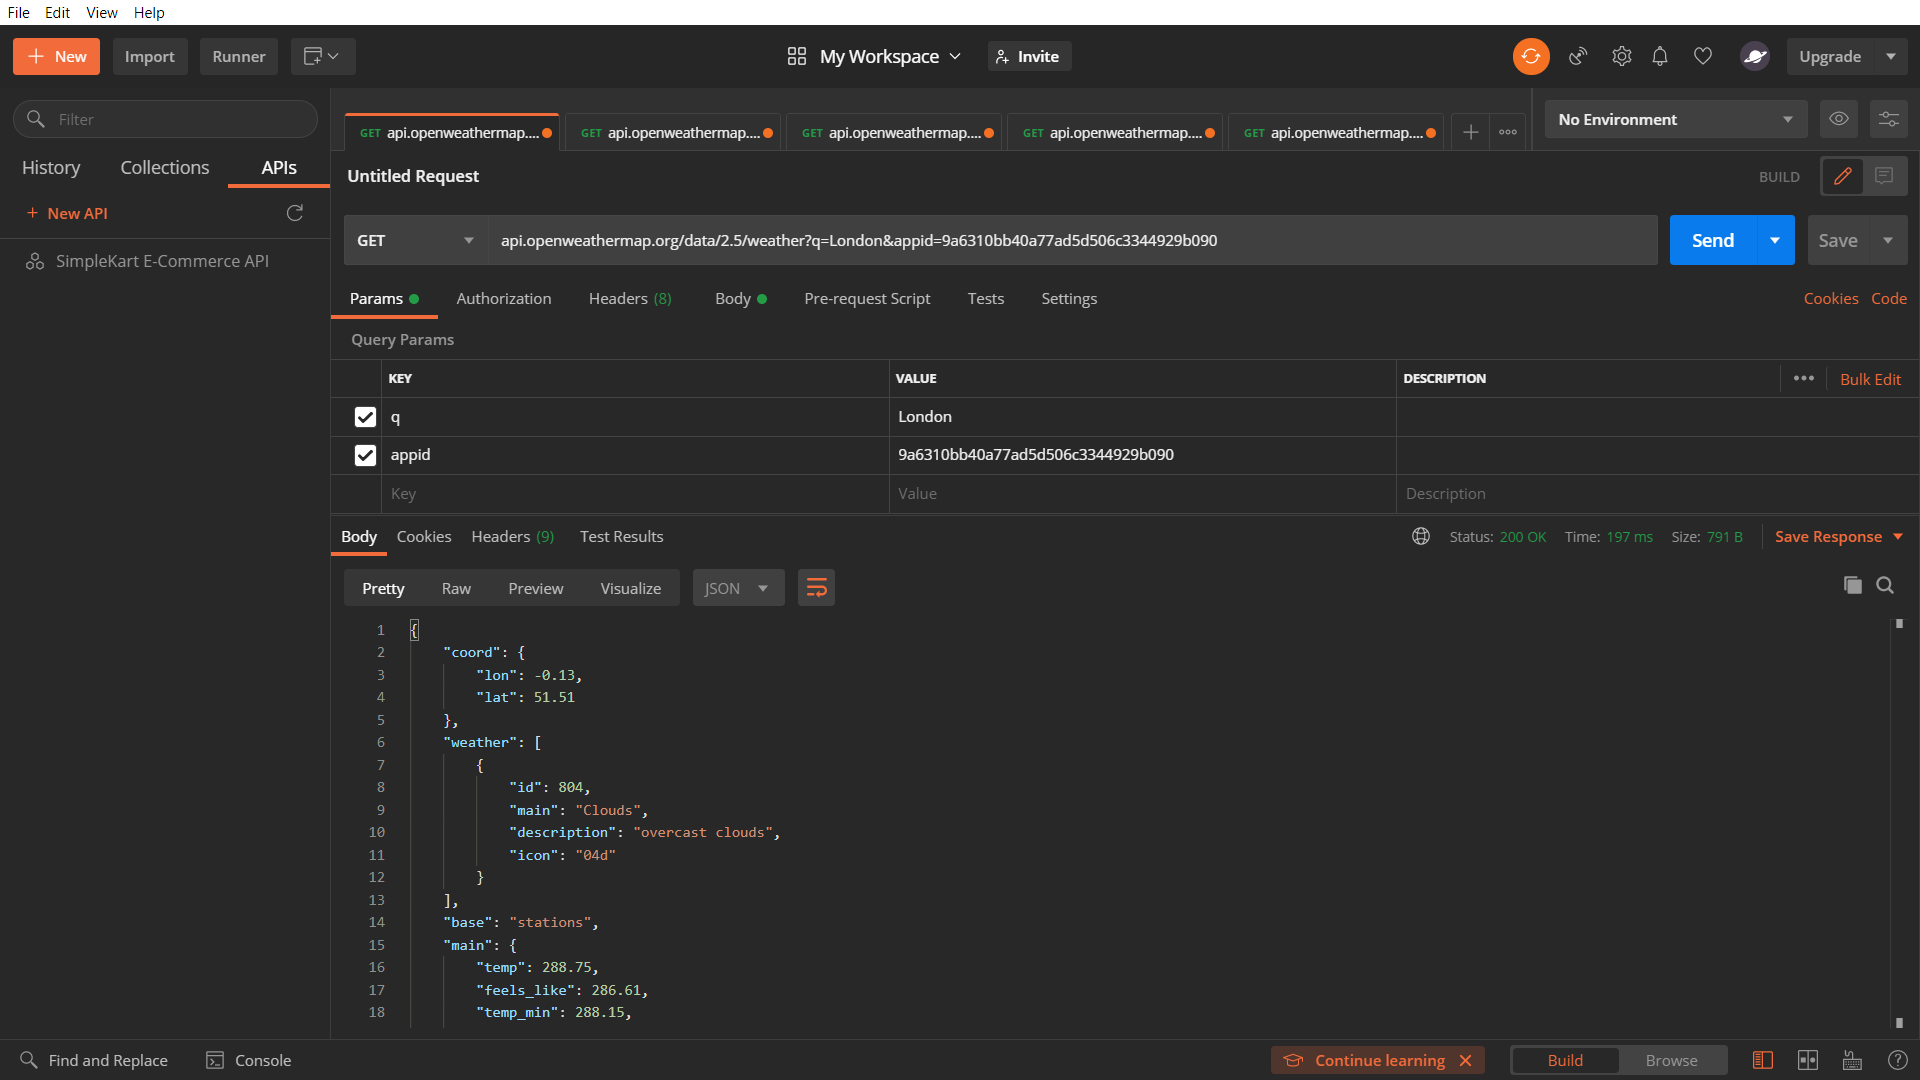 File Edit View Help
New Import Runner My Workspace Invite Upgrade
Filter
GET api.openweathermap.... GET api.openweathermap.... GET api.openweathermap.... GET api.openweathermap.... GET api.openweathermap.... No Environment
History Collections APIs
Untitled Request BUILD
+ New API
GET api.openweathermap.org/data/2.5/weather?q=London&appid=9a6310bb40a77ad5d506c3344929b090 Send Save
SimpleKart E-Commerce API
Params Authorization Headers (8) Body Pre-request Script Tests Settings Cookies Code
Query Params
KEY VALUE DESCRIPTION Bulk Edit
q London
appid 9a6310bb40a77ad5d506c3344929b090
Key Value Description
Body Cookies Headers (9) Test Results Status: 200 OK Time: 197 ms Size: 791 B Save Response
Pretty Raw Preview Visualize JSON
1 {
2 "coord": {
3 "lon": -0.13,
4 "lat": 51.51
5 },
6 "weather": [
7 {
8 "id": 804,
9 "main": "Clouds",
10 "description": "overcast clouds",
11 "icon": "04d"
12 }
13 ],
14 "base": "stations",
15 "main": {
16 "temp": 288.75,
17 "feels_like": 286.61,
18 "temp_min": 288.15,
Find and Replace Console Continue learning Build Browse